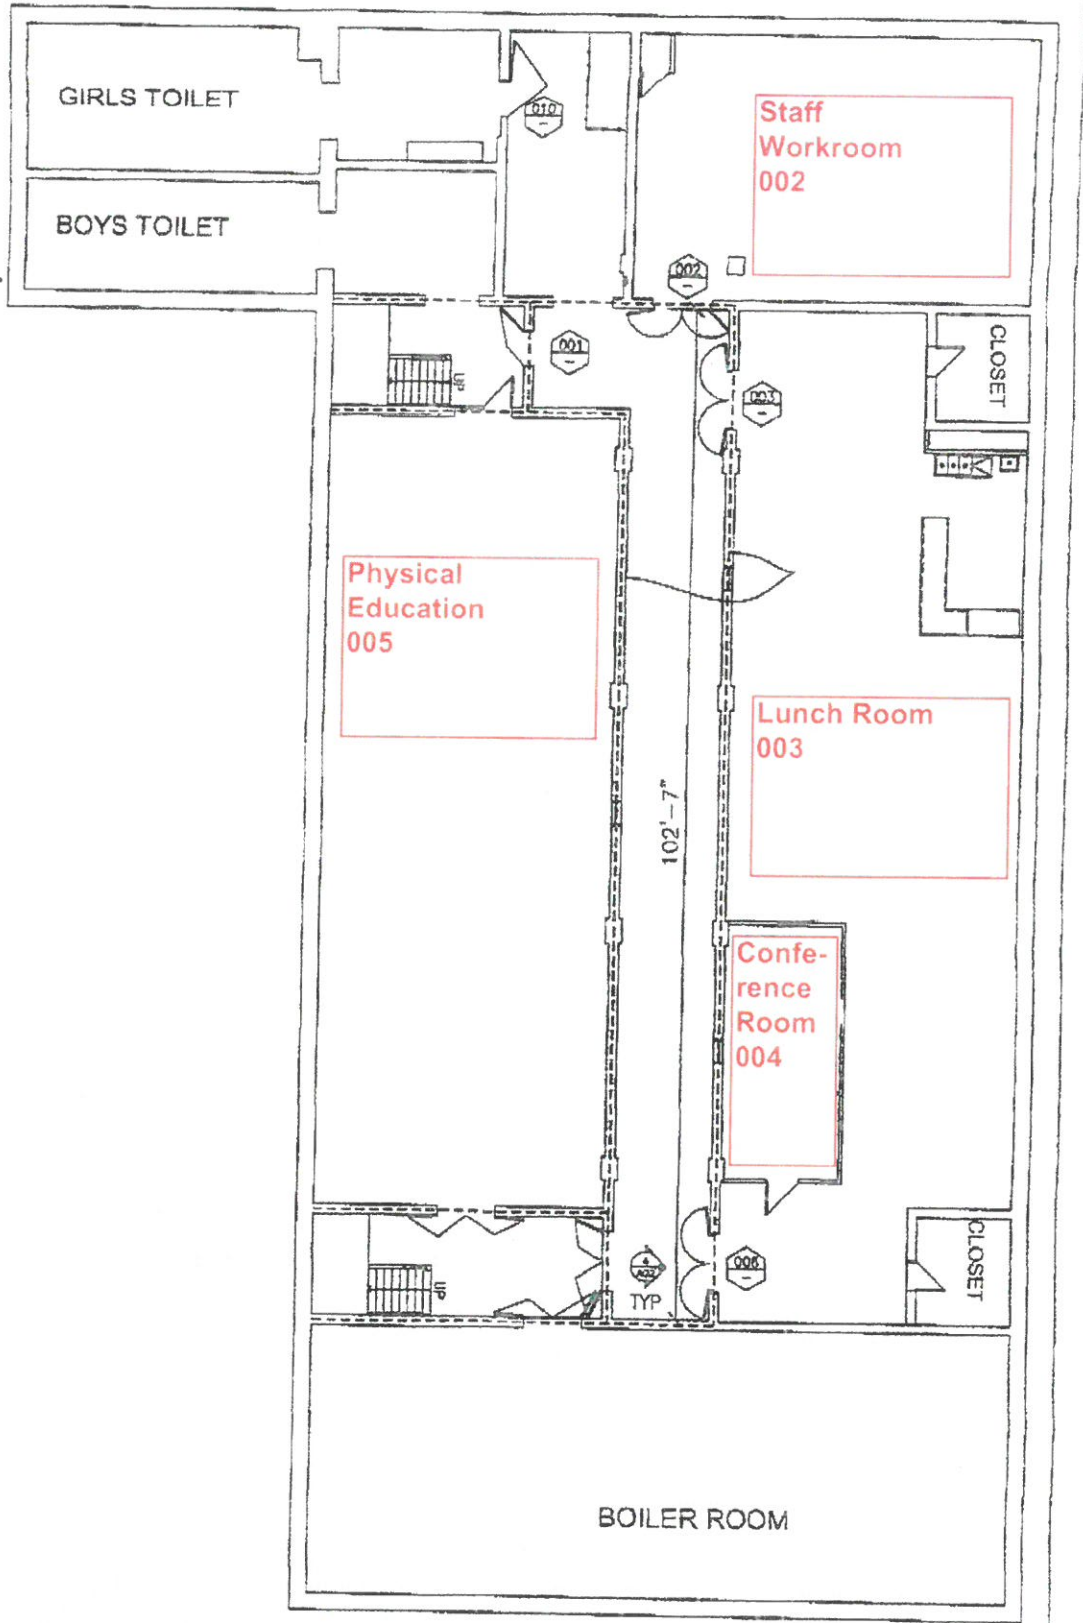 GIRLS TOILET
010
–
Staff
Workroom
002
BOYS TOILET
002
–
001
–
UP
003
–
CLOSET
Physical
Education
005
Lunch Room
003
102'-7"
Confe-
rence
Room
004
UP
TYP
006
–
CLOSET
BOILER ROOM